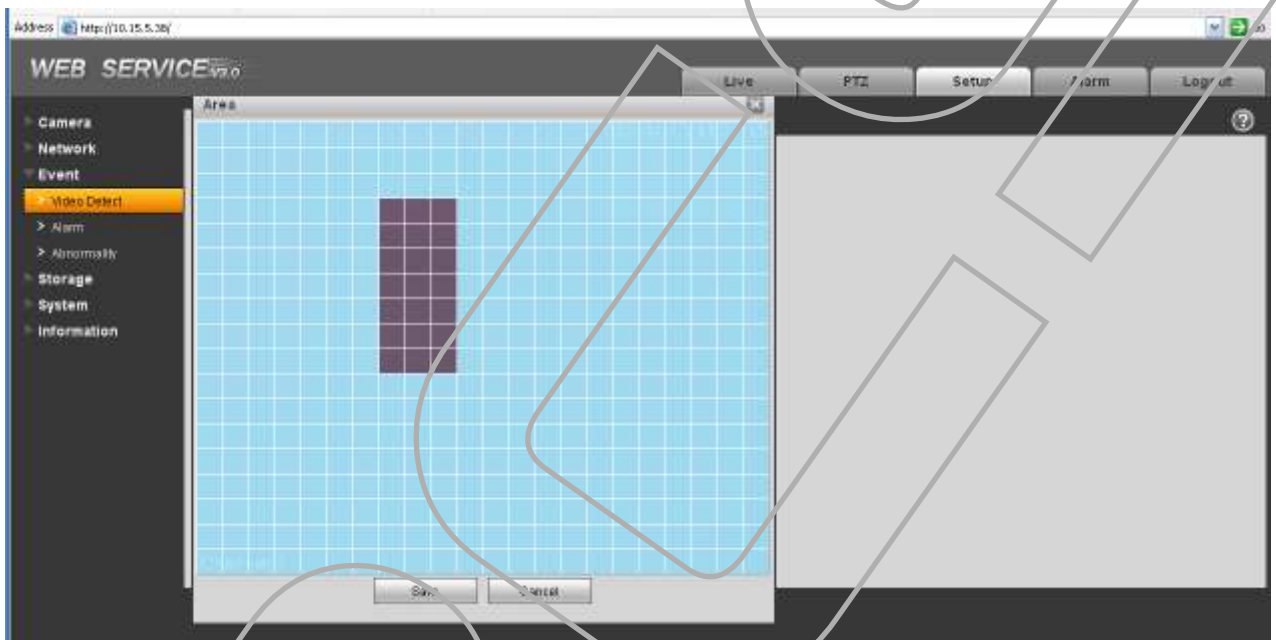 Address http://10.15.5.38/
WEB SERVICE V3.0
Live PTZ Setup Alarm Logout
Area
Camera
Network
Event
> Video Detect
> Alarm
> Abnormality
Storage
System
Information
Save Cancel
?